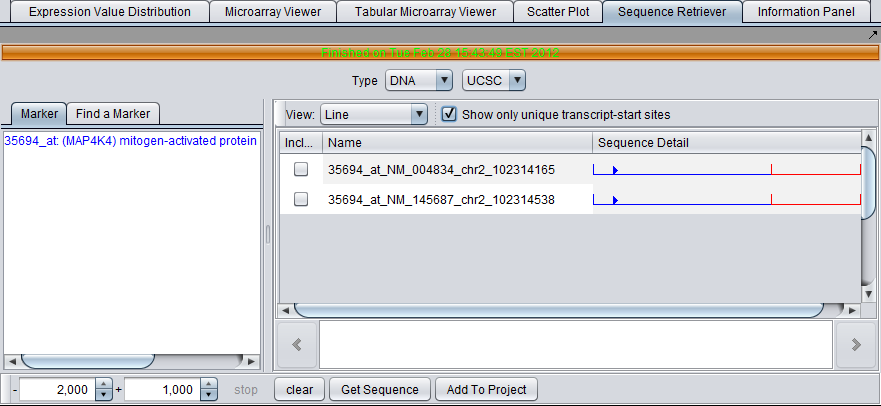 Expression Value Distribution Microarray Viewer Tabular Microarray Viewer Scatter Plot Sequence Retriever Information Panel
Finished on Tue Feb 28 15:43:49 EST 2012
Type DNA UCSC
Marker Find a Marker
View: Line Show only unique transcript-start sites
35694_at: (MAP4K4) mitogen-activated protein
Incl... Name Sequence Detail
35694_at_NM_004834_chr2_102314165
35694_at_NM_145687_chr2_102314538
- 2,000 + 1,000 stop clear Get Sequence Add To Project